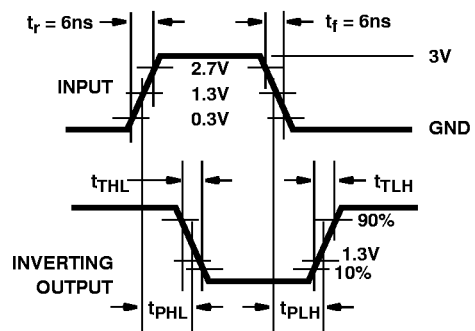 tr = 6ns
tf = 6ns
3V
INPUT
2.7V
1.3V
0.3V
GND
tTHL
tTLH
90%
1.3V
10%
INVERTING
OUTPUT
tPHL
tPLH